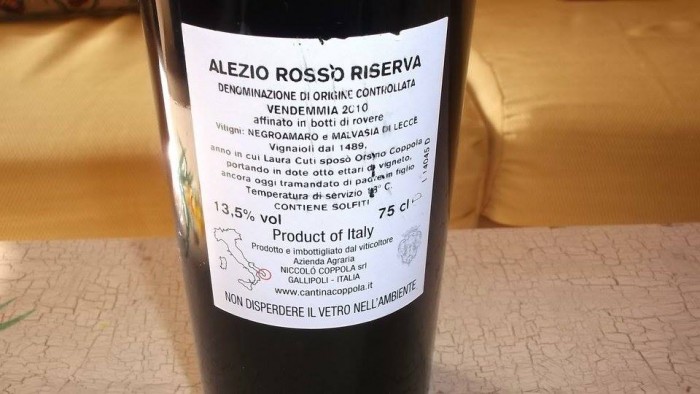 ALEZIO ROSSO RISERVA
DENOMINAZIONE DI ORIGINE CONTROLLATA
VENDEMMIA 2010
affinato in botti di rovere
Vitigni: NEGROAMARO e MALVASIA DI LECCE
Vignaioli dal 1489,
anno in cui Laura Cuti sposò Orsino Coppola
portando in dote otto ettari di vigneto,
ancora oggi tramandato di padre in figlio
Temperatura di servizio 18° C.
CONTIENE SOLFITI
13,5% vol 75 cl e
Product of Italy
Prodotto e imbottigliato dal viticoltore
Azienda Agraria
NICCOLÒ COPPOLA srl
GALLIPOLI - ITALIA
www.cantinacoppola.it
NON DISPERDERE IL VETRO NELL'AMBIENTE
L 14045 D